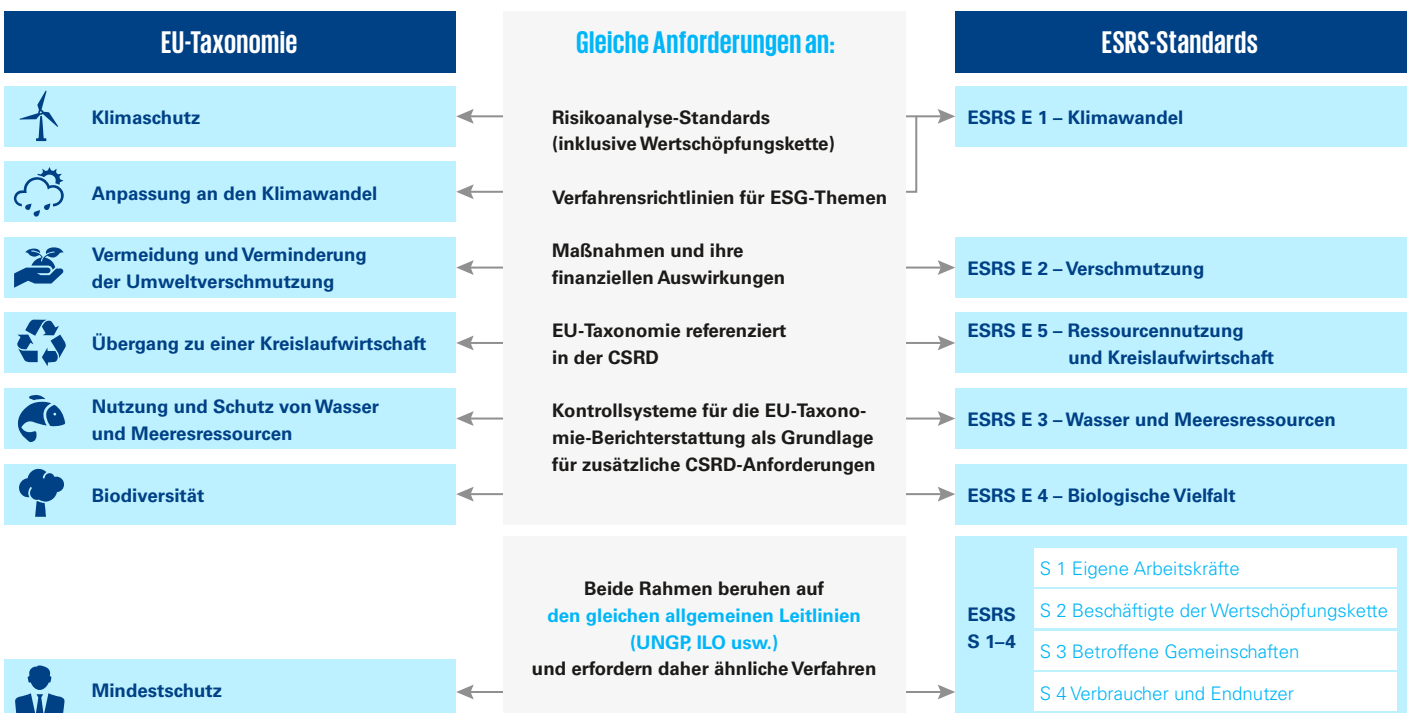 EU-Taxonomie
Klimaschutz
Anpassung an den Klimawandel
Vermeidung und Verminderung
der Umweltverschmutzung
Übergang zu einer Kreislaufwirtschaft
Nutzung und Schutz von Wasser
und Meeresressourcen
Biodiversität
Mindestschutz
Gleiche Anforderungen an:
Risikoanalyse-Standards
(inklusive Wertschöpfungskette)
Verfahrensrichtlinien für ESG-Themen
Maßnahmen und ihre
finanziellen Auswirkungen
EU-Taxonomie referenziert
in der CSRD
Kontrollsysteme für die EU-Taxono-
mie-Berichterstattung als Grundlage
für zusätzliche CSRD-Anforderungen
Beide Rahmen beruhen auf
den gleichen allgemeinen Leitlinien
(UNGP, ILO usw.)
und erfordern daher ähnliche Verfahren
ESRS-Standards
ESRS E 1 – Klimawandel
ESRS E 2 – Verschmutzung
ESRS E 5 – Ressourcennutzung
und Kreislaufwirtschaft
ESRS E 3 – Wasser und Meeresressourcen
ESRS E 4 – Biologische Vielfalt
ESRS
S 1–4
S 1 Eigene Arbeitskräfte
S 2 Beschäftigte der Wertschöpfungskette
S 3 Betroffene Gemeinschaften
S 4 Verbraucher und Endnutzer